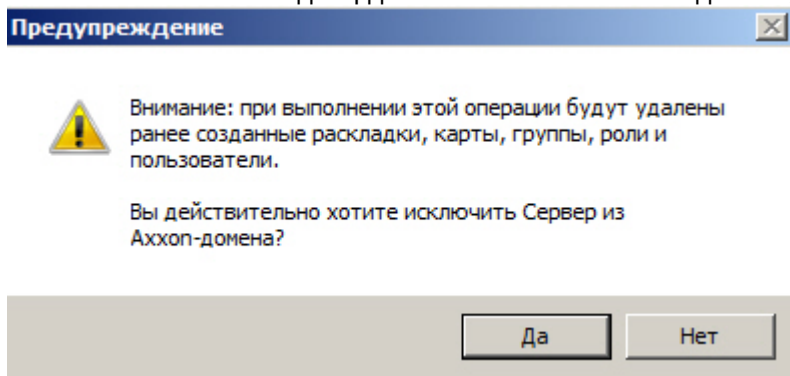 Предупреждение
Внимание: при выполнении этой операции будут удалены
ранее созданные раскладки, карты, группы, роли и
пользователи.
Вы действительно хотите исключить Сервер из
Axxon-домена?
Да
Нет